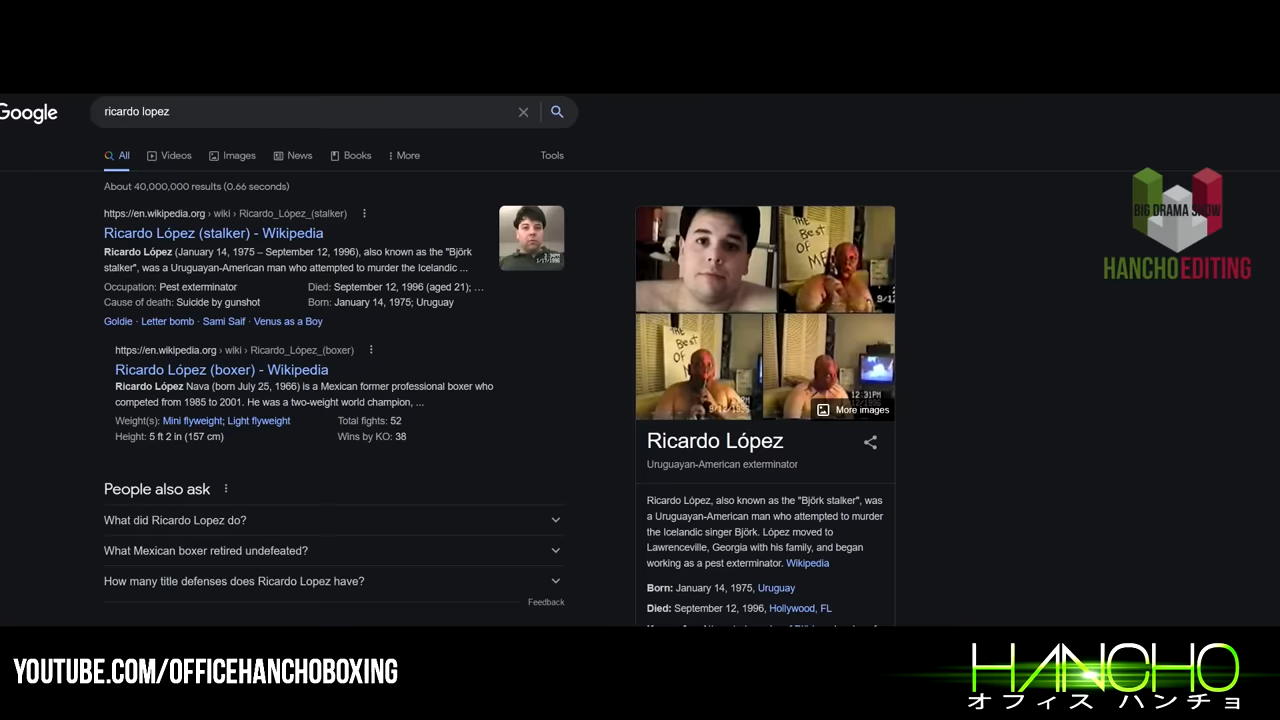 Google
ricardo lopez
All
Videos
Images
News
Books
More
Tools
About 40,000,000 results (0.66 seconds)
https://en.wikipedia.org › wiki › Ricardo_López_(stalker)
Ricardo López (stalker) - Wikipedia
Ricardo López (January 14, 1975 – September 12, 1996), also known as the "Björk
stalker", was a Uruguayan-American man who attempted to murder the Icelandic ...
Occupation: Pest exterminator
Died: September 12, 1996 (aged 21); ...
Cause of death: Suicide by gunshot
Born: January 14, 1975; Uruguay
Goldie · Letter bomb · Sami Saif · Venus as a Boy
https://en.wikipedia.org › wiki › Ricardo_López_(boxer)
Ricardo López (boxer) - Wikipedia
Ricardo López Nava (born July 25, 1966) is a Mexican former professional boxer who
competed from 1985 to 2001. He was a two-weight world champion, ...
Weight(s): Mini flyweight; Light flyweight
Total fights: 52
Height: 5 ft 2 in (157 cm)
Wins by KO: 38
People also ask
What did Ricardo Lopez do?
What Mexican boxer retired undefeated?
How many title defenses does Ricardo Lopez have?
Feedback
THE
BEST
OF
ME
9/12
The
Best
OF
12:31PM
More images
Ricardo López
Uruguayan-American exterminator
Ricardo López, also known as the "Björk stalker", was
a Uruguayan-American man who attempted to murder
the Icelandic singer Björk. López moved to
Lawrenceville, Georgia with his family, and began
working as a pest exterminator. Wikipedia
Born: January 14, 1975, Uruguay
Died: September 12, 1996, Hollywood, FL
BIG DRAMA SHOW
HANCHO EDITING
YOUTUBE.COM/OFFICEHANCHOBOXING
HANCHO
オフィス ハンチョ